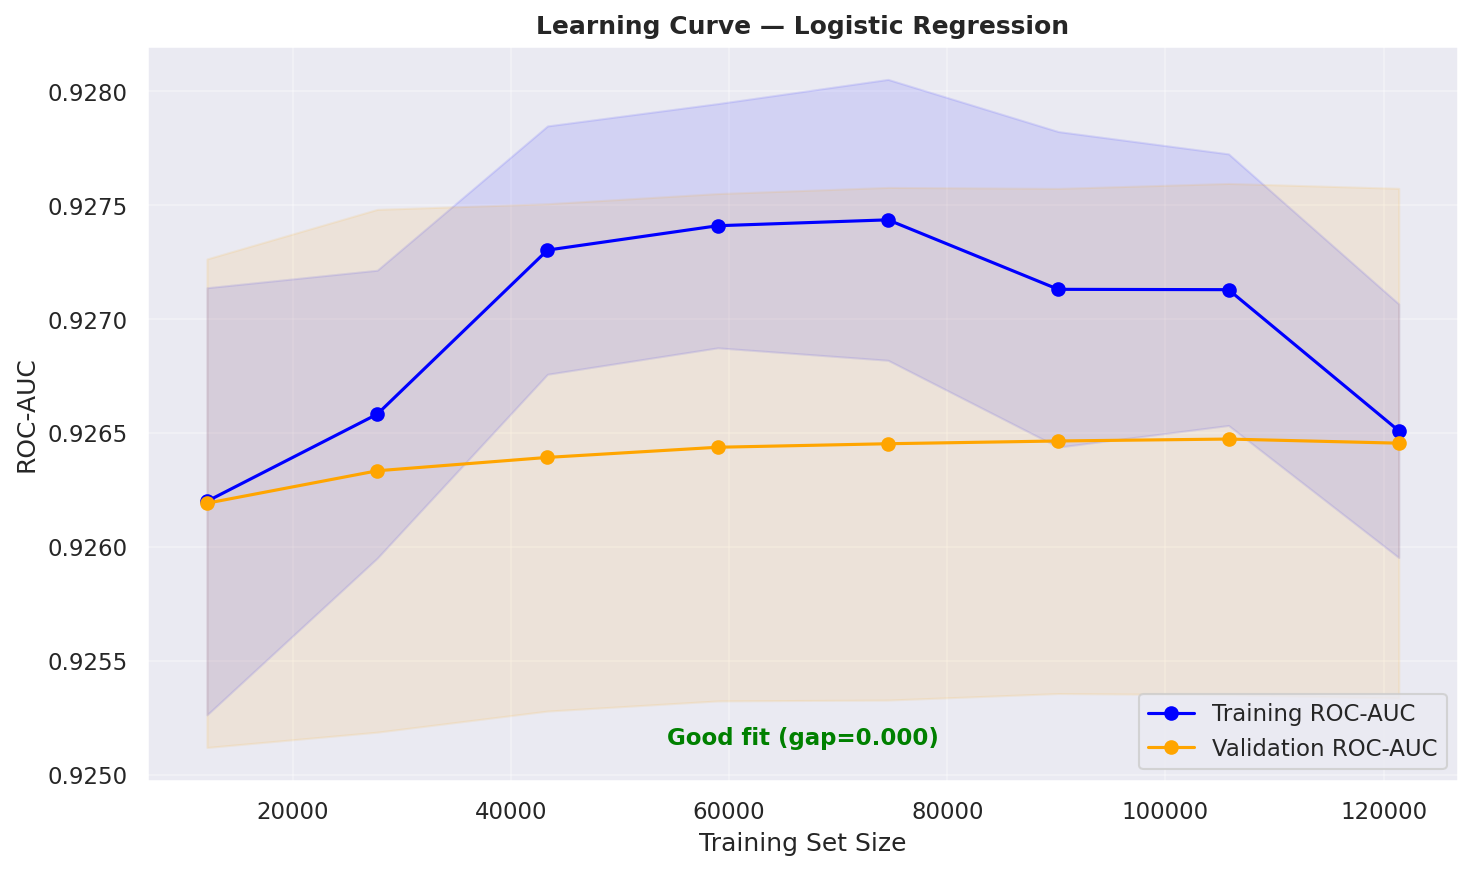 Learning Curve — Logistic Regression
0.9280
0.9275
0.9270
0.9265
0.9260
0.9255
0.9250
ROC-AUC
Good fit (gap=0.000)
Training ROC-AUC
Validation ROC-AUC
20000 40000 60000 80000 100000 120000
Training Set Size